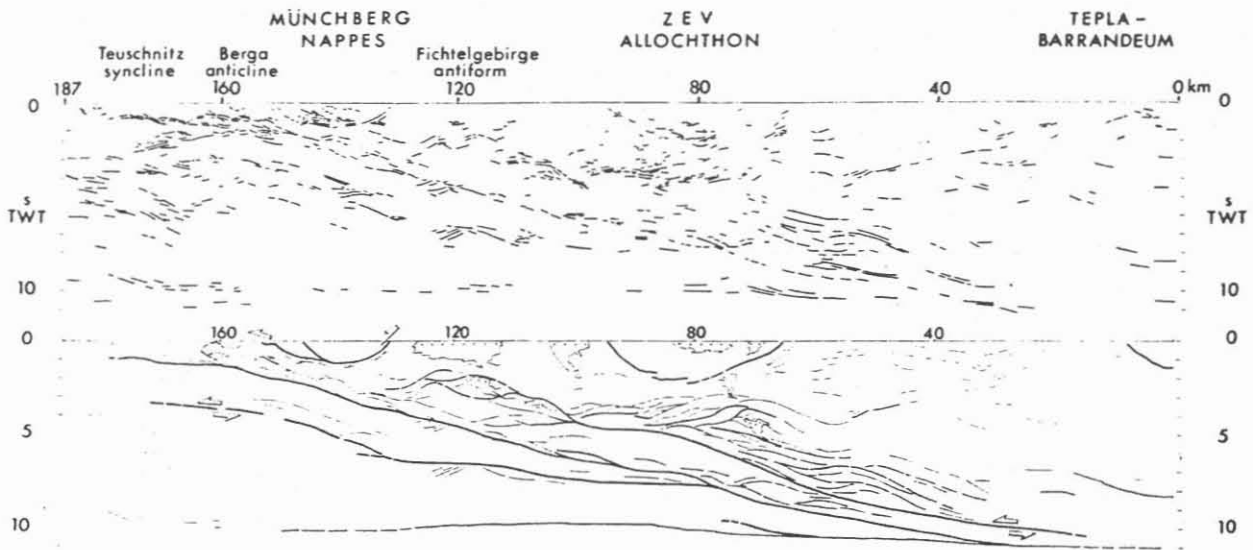 MÜNCHBERG NAPPES
Z E V ALLOCHTHON
TEPLA – BARRANDEUM
Teuschnitz syncline
Berga anticline
Fichtelgebirge antiform
187 160 120 80 40 0 km
0 0
s TWT s TWT
10 10
160 120 80 40
0 0
5 5
10 10